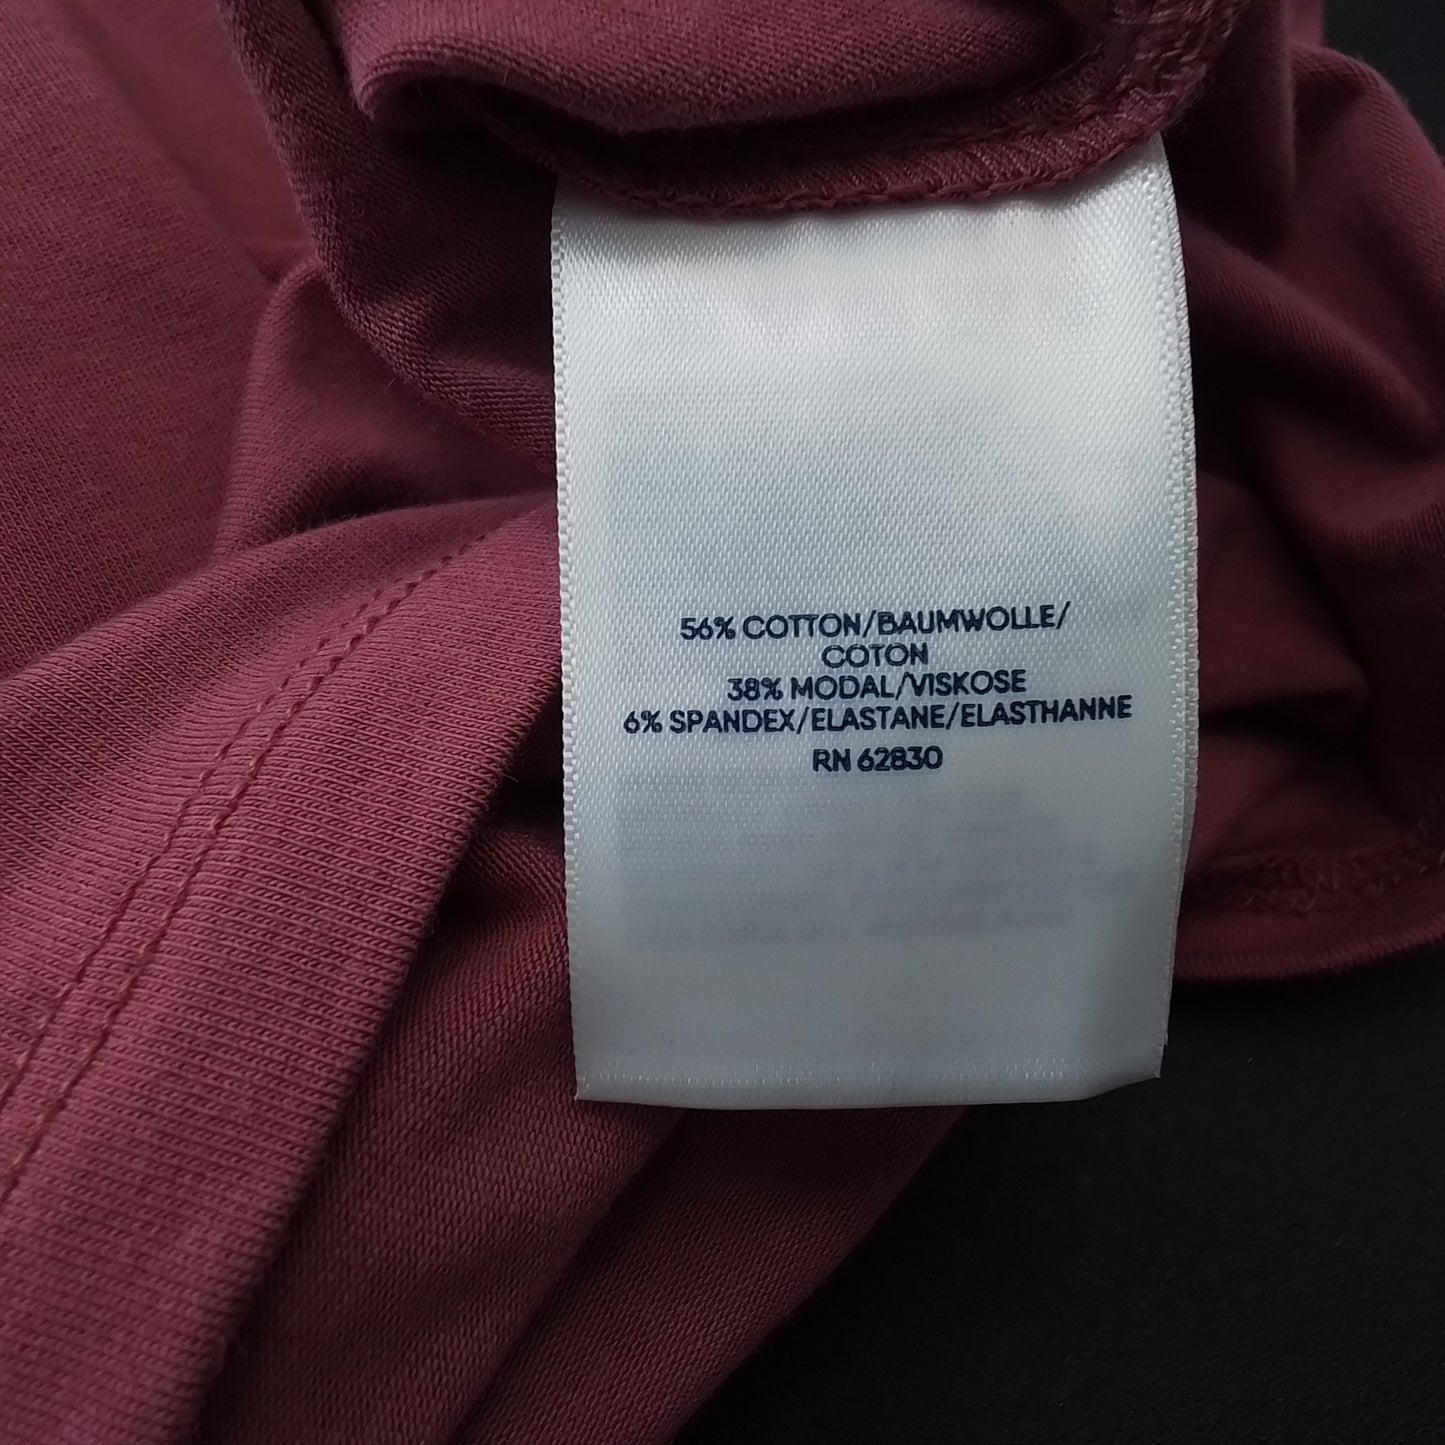 56% COTTON/BAUMWOLLE/
COTON
38% MODAL/VISKOSE
6% SPANDEX/ELASTANE/ELASTHANNE
RN 62830